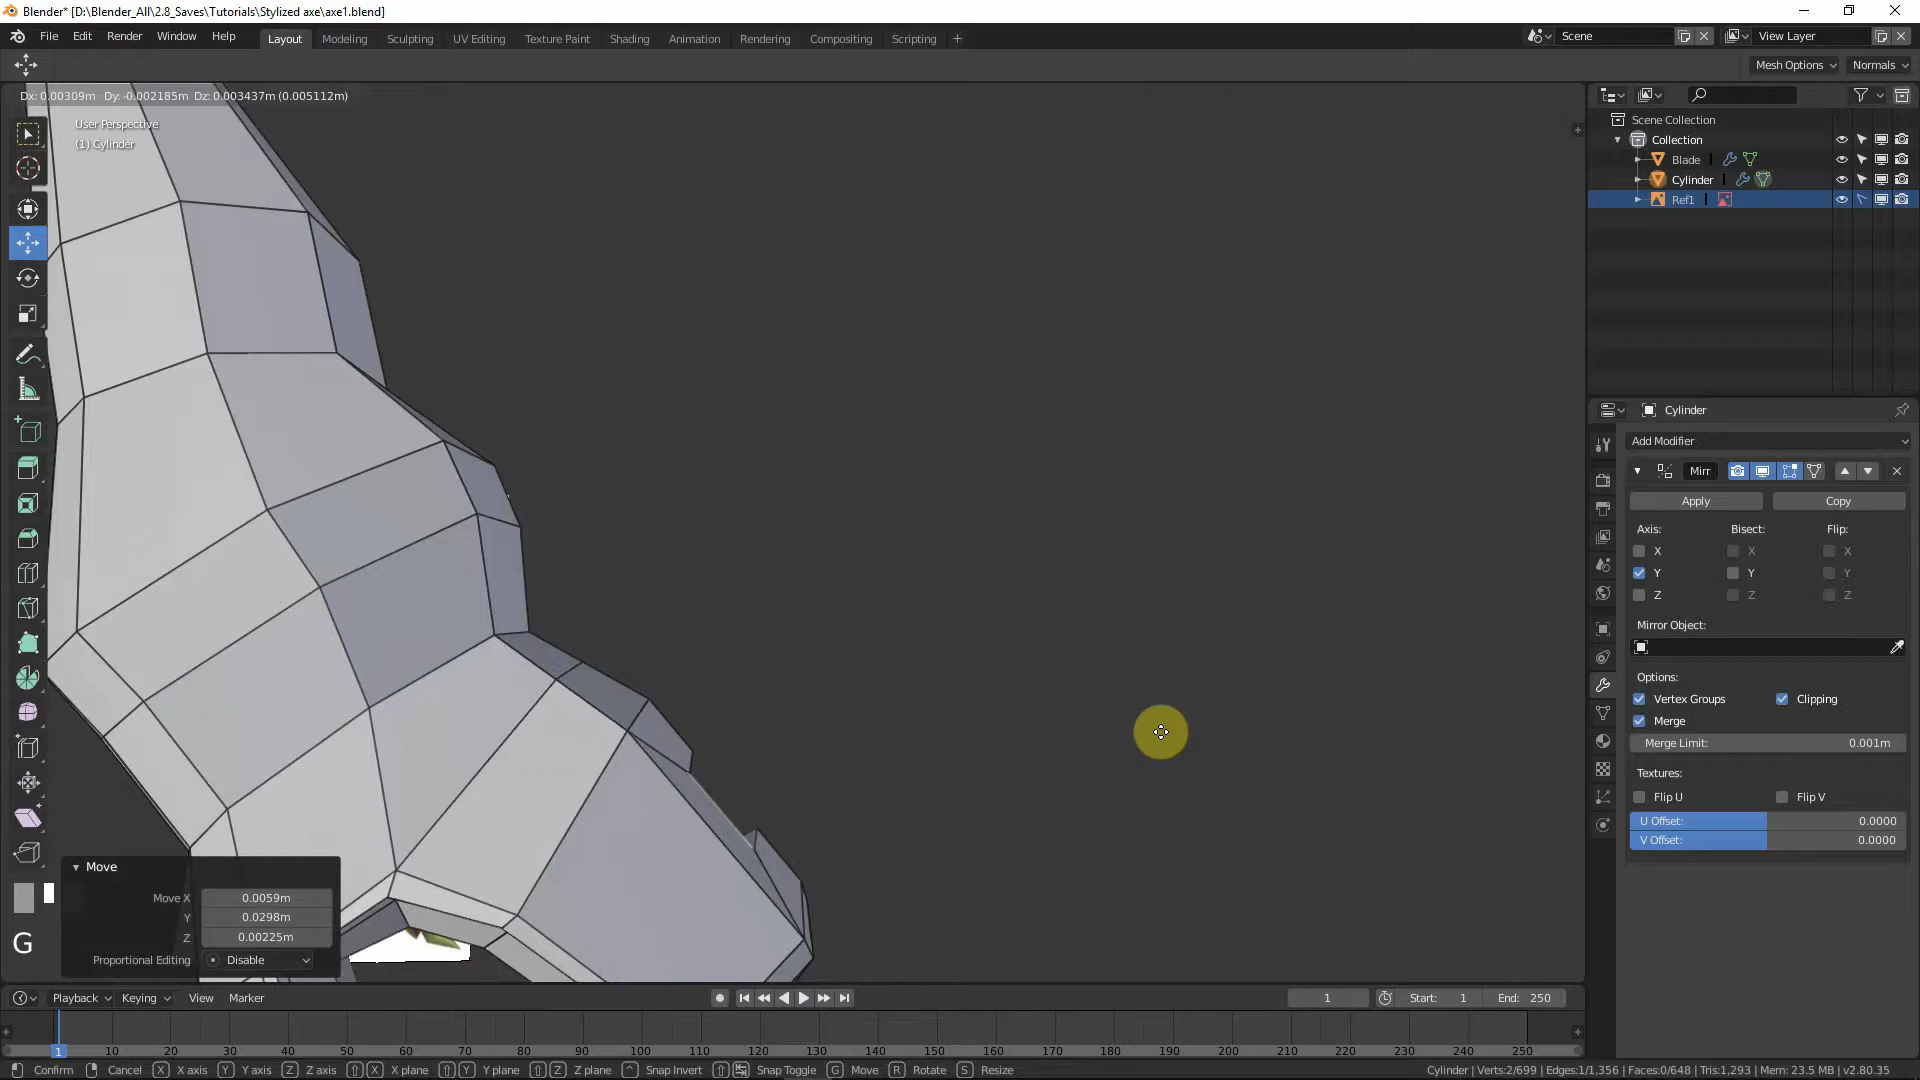 Blender* [D:\Blender_All\2.8_Saves\Tutorials\Stylized axe\axe1.blend]
File Edit Render Window Help Layout Modeling Sculpting UV Editing Texture Paint Shading Animation Rendering Compositing Scripting + Scene View Layer
Mesh Options Normals
Dx: 0.00309m Dy: -0.002185m Dz: 0.003437m (0.005112m)
User Perspective
(1) Cylinder
Scene Collection
Collection
Blade
Cylinder
Ref1
Cylinder
Add Modifier
Mirr
Apply Copy
Axis: Bisect: Flip:
X X X
Y Y Y
Z Z Z
Mirror Object:
Options:
Vertex Groups Clipping
Merge
Merge Limit: 0.001m
Textures:
Flip U Flip V
U Offset: 0.0000
V Offset: 0.0000
Move
Move X 0.0059m
Y 0.0298m
Z 0.00225m
Proportional Editing Disable
G
Playback Keying View Marker 1 Start: 1 End: 250
1 10 20 30 40 50 60 70 80 90 100 110 120 130 140 150 160 170 180 190 200 210 220 230 240 250
Confirm Cancel X X axis Y Y axis Z Z axis X X plane Y Y plane Z Z plane ^ Snap Invert Snap Toggle G Move R Rotate S Resize Cylinder | Verts:2/699 | Edges:1/1,356 | Faces:0/648 | Tris:1,293 | Mem: 23.5 MB | v2.80.35